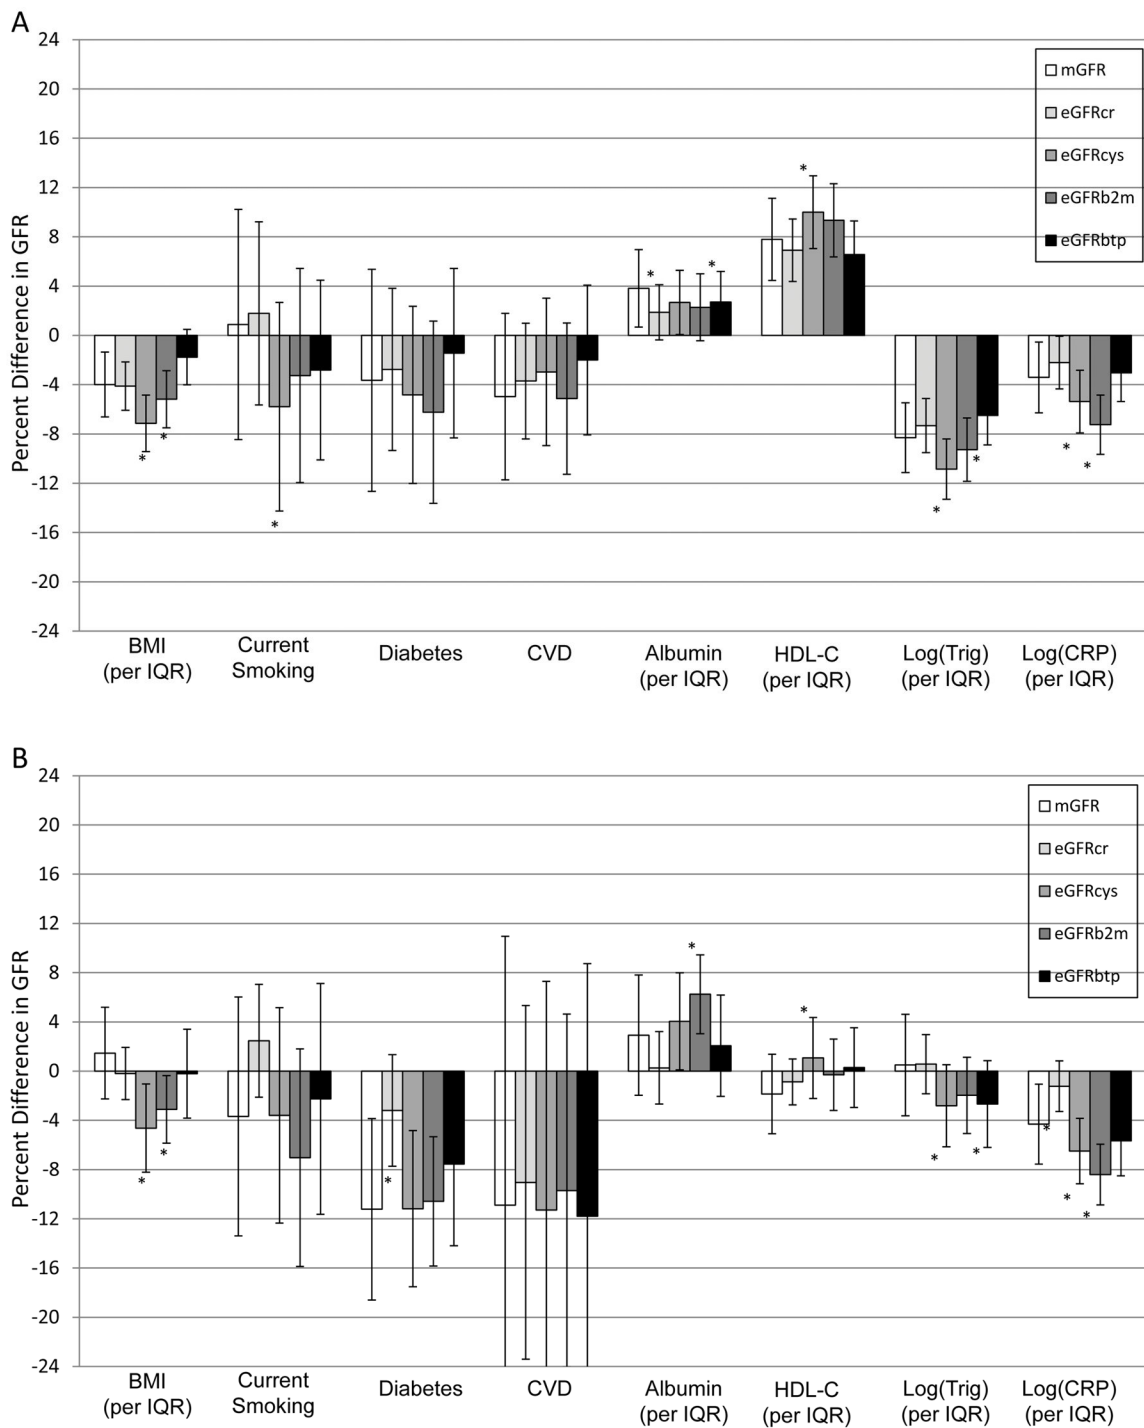 A
24
20
16
12
8
4
0
-4
-8
-12
-16
-20
-24
Percent Difference in GFR
mGFR
eGFRcr
eGFRcys
eGFRb2m
eGFRbtp
*
*
*
*
*
*
*
*
*
*
BMI
(per IQR)
Current
Smoking
Diabetes
CVD
Albumin
(per IQR)
HDL-C
(per IQR)
Log(Trig)
(per IQR)
Log(CRP)
(per IQR)
B
24
20
16
12
8
4
0
-4
-8
-12
-16
-20
-24
Percent Difference in GFR
mGFR
eGFRcr
eGFRcys
eGFRb2m
eGFRbtp
*
*
*
*
*
*
*
*
*
*
BMI
(per IQR)
Current
Smoking
Diabetes
CVD
Albumin
(per IQR)
HDL-C
(per IQR)
Log(Trig)
(per IQR)
Log(CRP)
(per IQR)